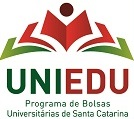 UNIEDU
Programa de Bolsas
Universitárias de Santa Catarina